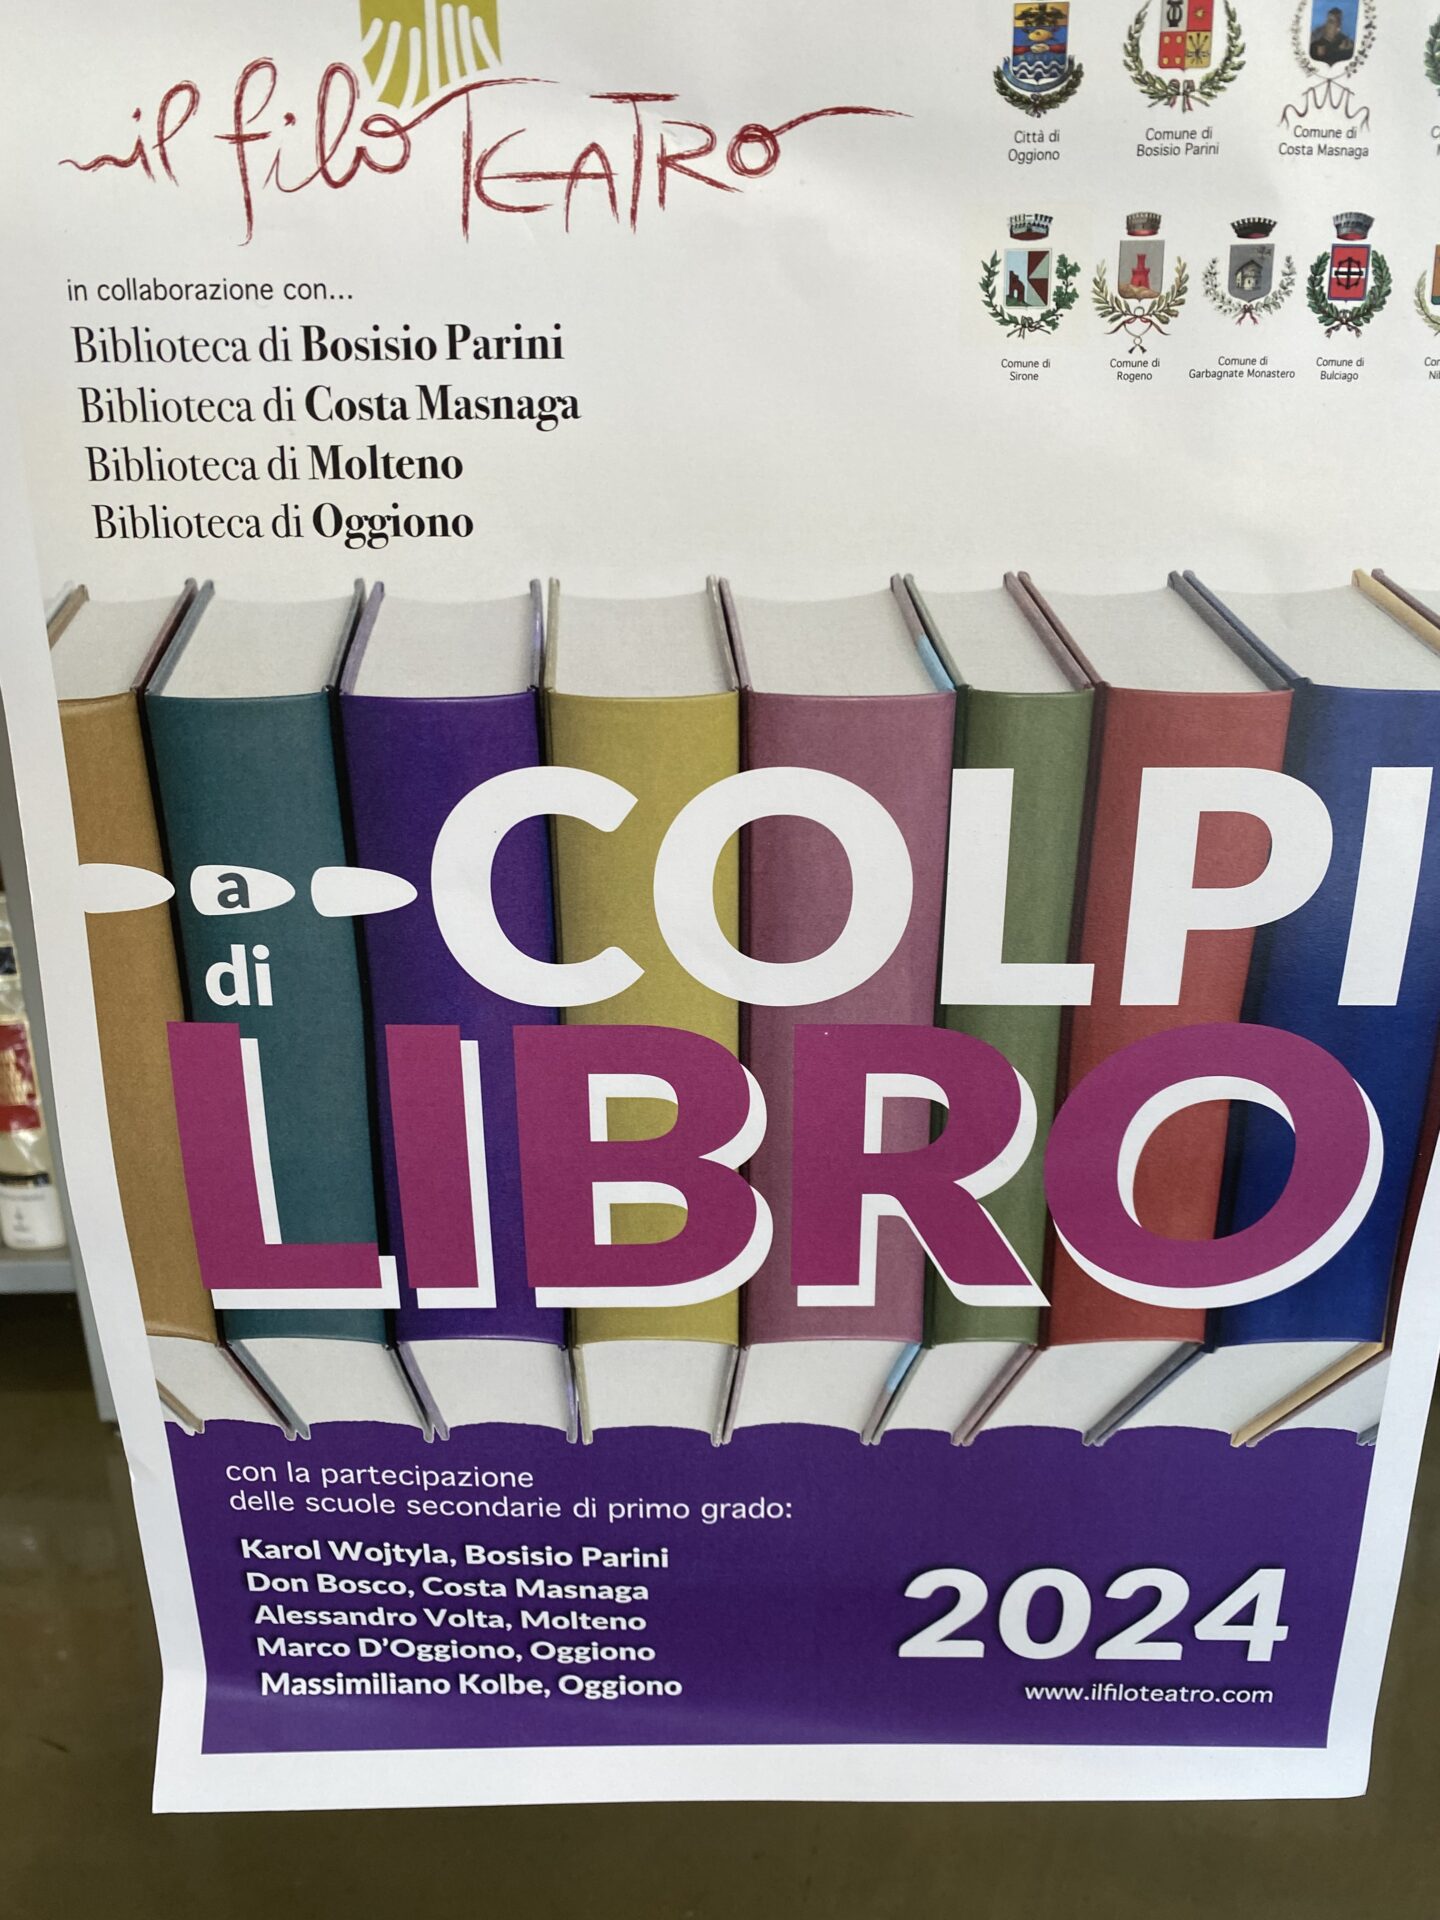 il filo TEATRO
in collaborazione con...
Biblioteca di Bosisio Parini
Biblioteca di Costa Masnaga
Biblioteca di Molteno
Biblioteca di Oggiono
Città di
Oggiono
Comune di
Bosisio Parini
Comune di
Costa Masnaga
Comune di
Sirone
Comune di
Rogeno
Comune di
Garbagnate Monastero
Comune di
Bulciago
a COLPI
di
LIBRO
con la partecipazione
delle scuole secondarie di primo grado:
Karol Wojtyla, Bosisio Parini
Don Bosco, Costa Masnaga
Alessandro Volta, Molteno
Marco D'Oggiono, Oggiono
Massimiliano Kolbe, Oggiono
2024
www.ilfiloteatro.com